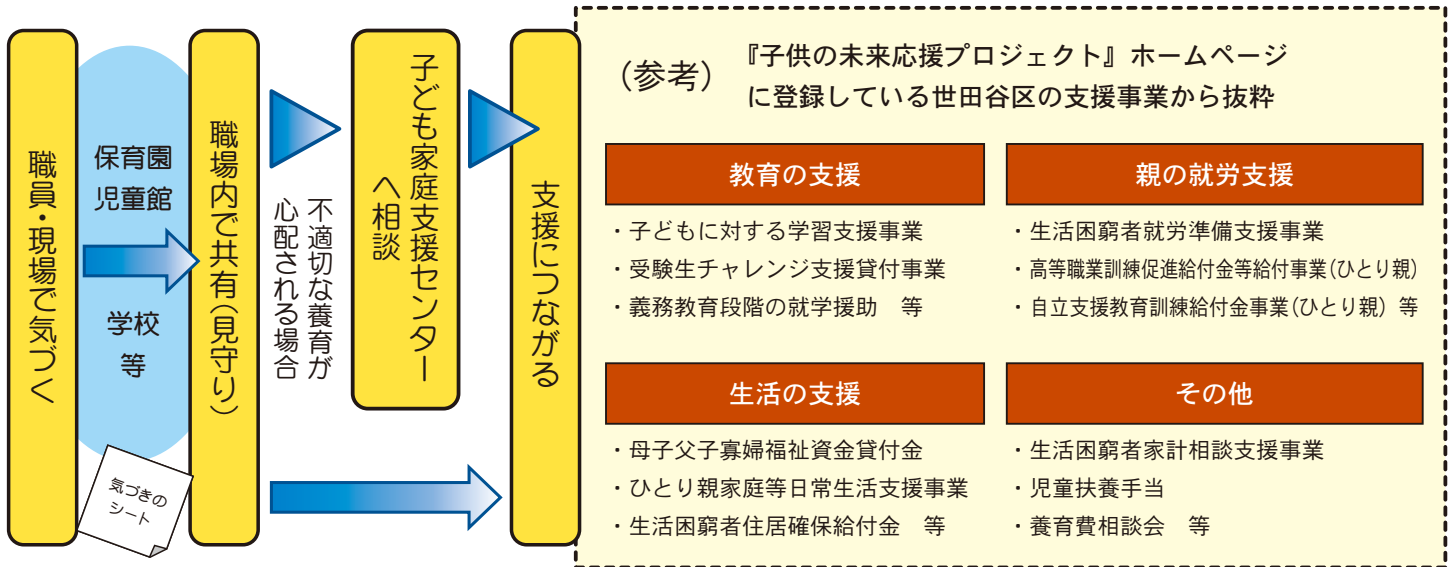 職員・現場で気づく
保育園
児童館
学校
等
気づきの
シート
職場内で共有(見守り)
不適切な養育が
心配される場合
子ども家庭支援センター
へ相談
支援につながる
(参考)
『子供の未来応援プロジェクト』ホームページ
に登録している世田谷区の支援事業から抜粋
教育の支援
・子どもに対する学習支援事業
・受験生チャレンジ支援貸付事業
・義務教育段階の就学援助　等
親の就労支援
・生活困窮者就労準備支援事業
・高等職業訓練促進給付金等給付事業(ひとり親)
・自立支援教育訓練給付金事業(ひとり親) 等
生活の支援
・母子父子寡婦福祉資金貸付金
・ひとり親家庭等日常生活支援事業
・生活困窮者住居確保給付金　等
その他
・生活困窮者家計相談支援事業
・児童扶養手当
・養育費相談会　等